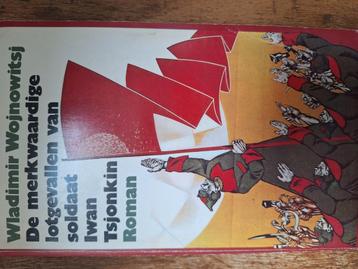 Wladimir Wojnowitsj
De merkwaardige
lotgevallen van
soldaat
Iwan
Tsjonkin
Roman